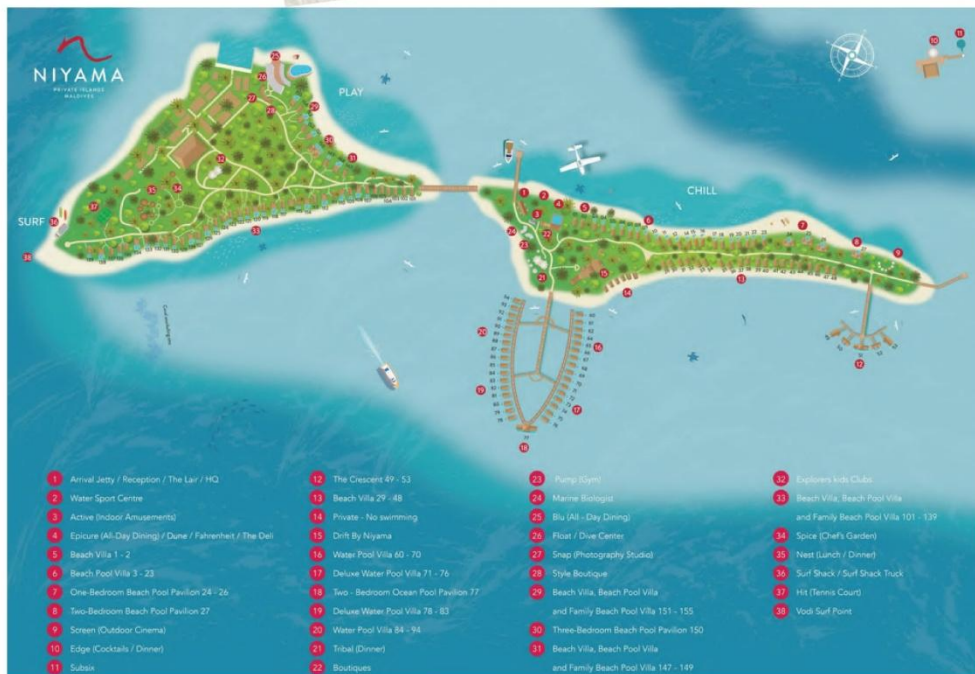 NIYAMA
PRIVATE ISLANDS
MALDIVES
PLAY
SURF
CHILL
1 Arrival Jetty / Reception / The Lair / HQ
2 Water Sport Centre
3 Active (Indoor Amusements)
4 Epicure (All-Day Dining) / Dune / Fahrenheit / The Deli
5 Beach Villa 1 - 2
6 Beach Pool Villa 3 - 23
7 One-Bedroom Beach Pool Pavilion 24 - 26
8 Two-Bedroom Beach Pool Pavilion 27
9 Screen (Outdoor Cinema)
10 Edge (Cocktails / Dinner)
11 Subsix
12 The Crescent 49 - 53
13 Beach Villa 29 - 48
14 Private - No swimming
15 Drift By Niyama
16 Water Pool Villa 60 - 70
17 Deluxe Water Pool Villa 71 - 76
18 Two - Bedroom Ocean Pool Pavilion 77
19 Deluxe Water Pool Villa 78 - 83
20 Water Pool Villa 84 - 94
21 Tribal (Dinner)
22 Boutiques
23 Pump (Gym)
24 Marine Biologist
25 Blu (All - Day Dining)
26 Float / Dive Center
27 Snap (Photography Studio)
28 Style Boutique
29 Beach Villa, Beach Pool Villa
and Family Beach Pool Villa 151 - 155
30 Three-Bedroom Beach Pool Pavilion 150
31 Beach Villa, Beach Pool Villa
and Family Beach Pool Villa 147 - 149
32 Explorers kids Clubs
33 Beach Villa, Beach Pool Villa
and Family Beach Pool Villa 101 - 139
34 Spice (Chef's Garden)
35 Nest (Lunch / Dinner)
36 Surf Shack / Surf Shack Truck
37 Hit (Tennis Court)
38 Vodi Surf Point